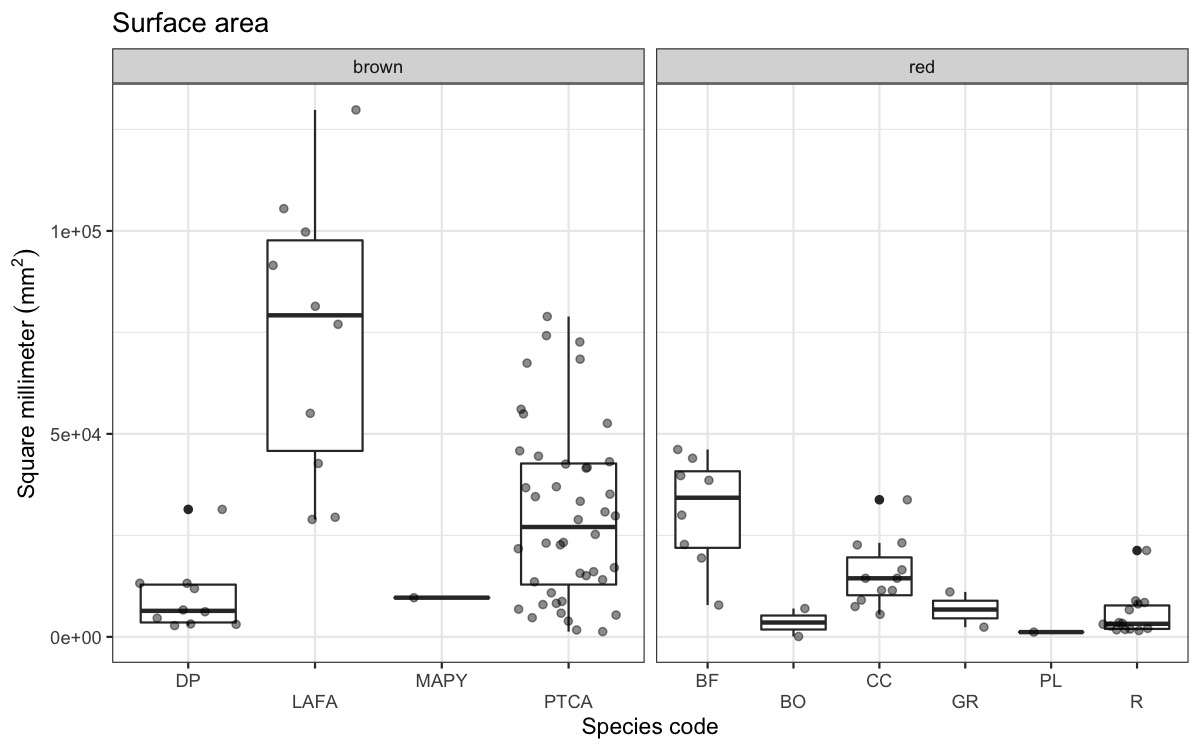 Surface area
brown
red
Square millimeter (mm²)
1e+05
5e+04
0e+00
DP
LAFA
MAPY
PTCA
BF
BO
CC
GR
PL
R
Species code